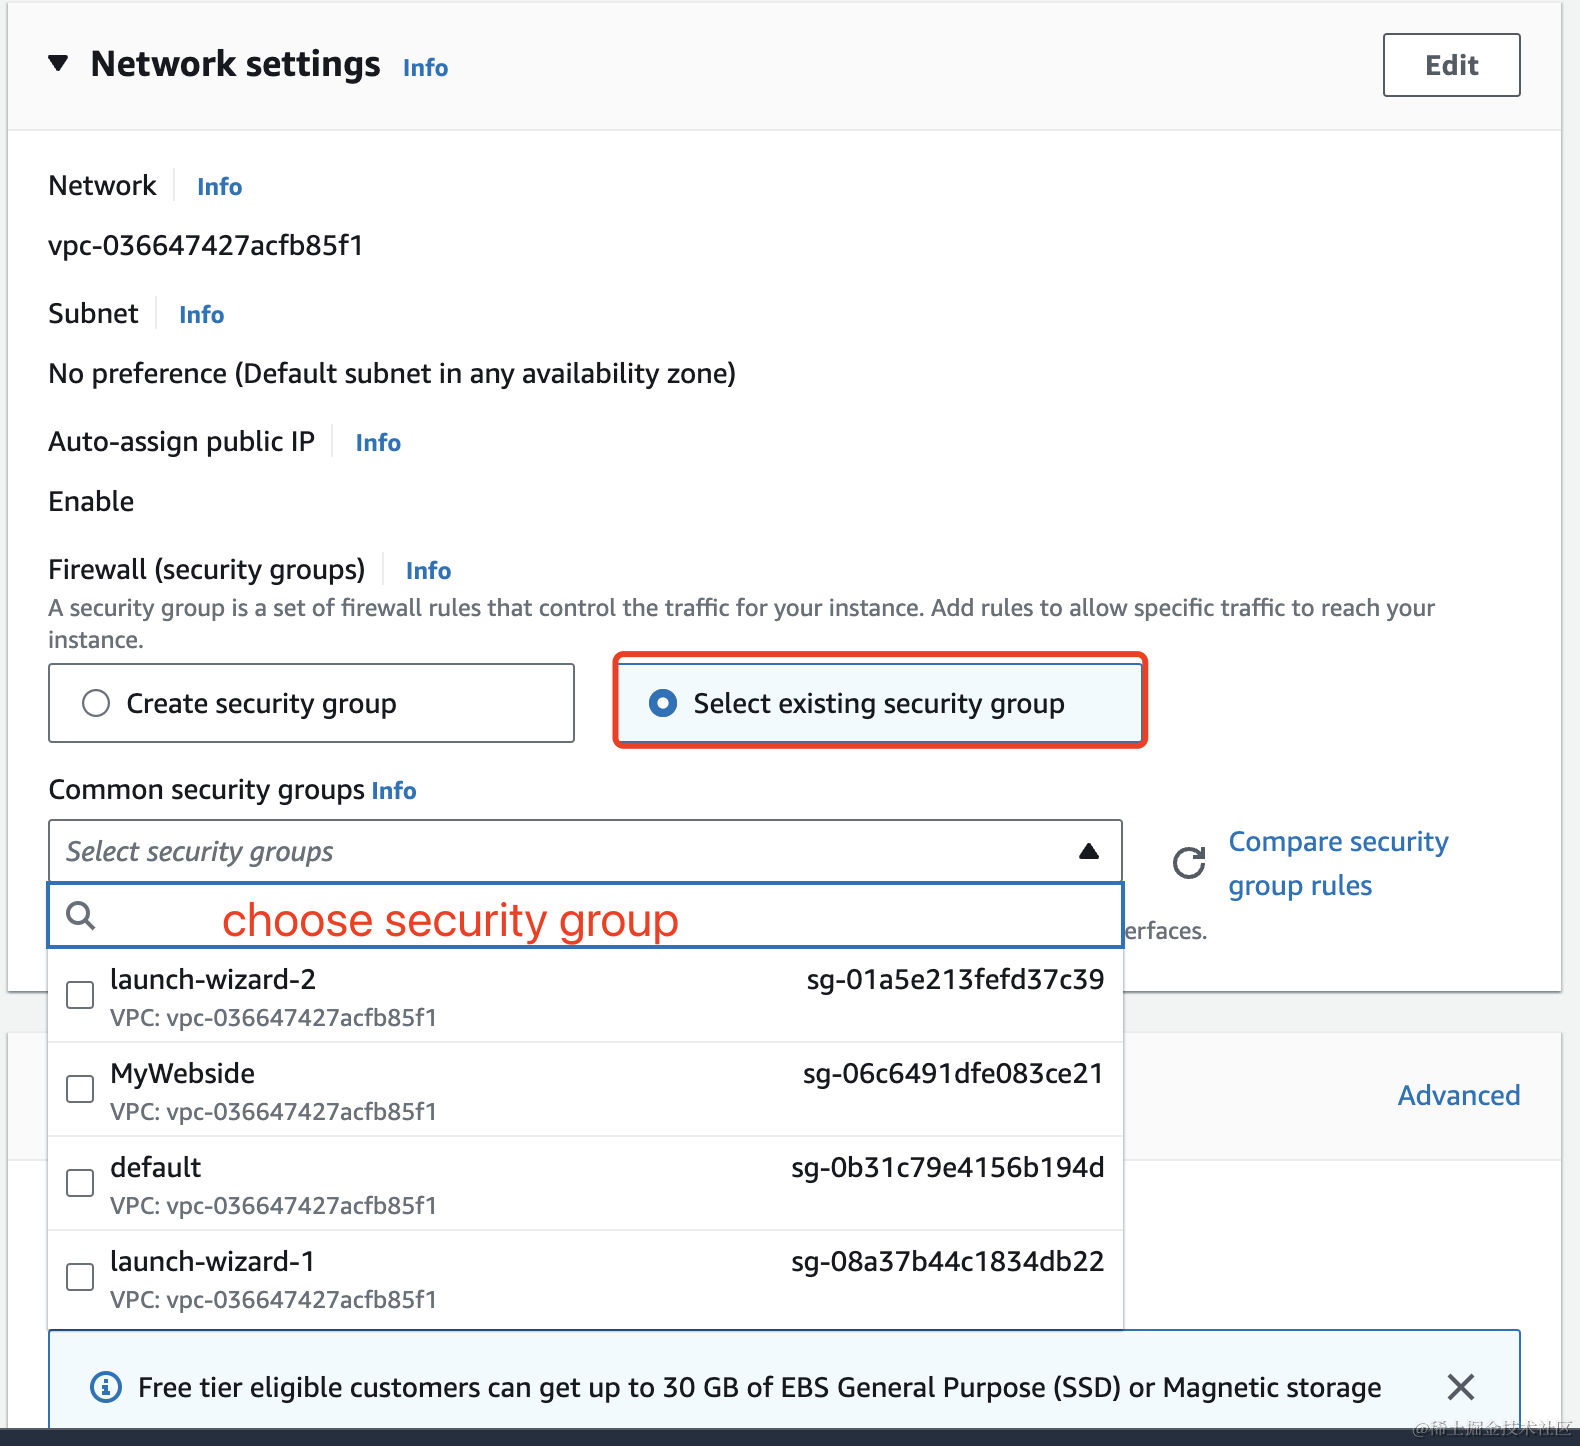 Network settings Info
Edit
Network Info
vpc-036647427acfb85f1
Subnet Info
No preference (Default subnet in any availability zone)
Auto-assign public IP Info
Enable
Firewall (security groups) Info
A security group is a set of firewall rules that control the traffic for your instance. Add rules to allow specific traffic to reach your
instance.
Create security group
Select existing security group
Common security groups Info
Select security groups
Compare security
group rules
choose security group
erfaces.
launch-wizard-2 sg-01a5e213fefd37c39
VPC: vpc-036647427acfb85f1
MyWebside sg-06c6491dfe083ce21
VPC: vpc-036647427acfb85f1
Advanced
default sg-0b31c79e4156b194d
VPC: vpc-036647427acfb85f1
launch-wizard-1 sg-08a37b44c1834db22
VPC: vpc-036647427acfb85f1
Free tier eligible customers can get up to 30 GB of EBS General Purpose (SSD) or Magnetic storage
@稀土掘金技术社区